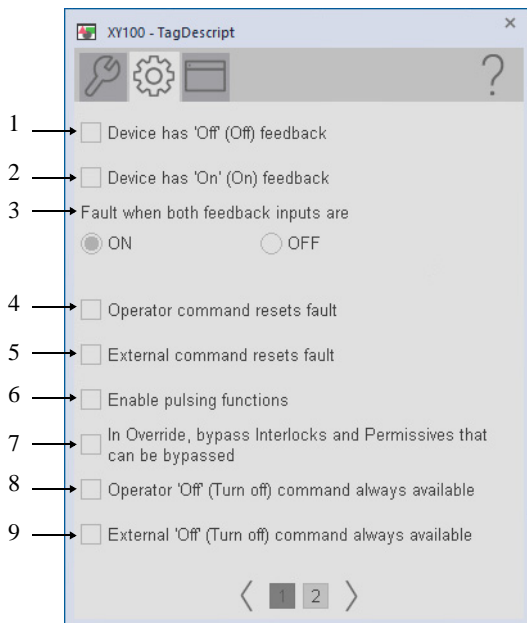 XY100 - TagDescript
×
?
1
Device has 'Off' (Off) feedback
2
Device has 'On' (On) feedback
3
Fault when both feedback inputs are
ON OFF
4
Operator command resets fault
5
External command resets fault
6
Enable pulsing functions
7
In Override, bypass Interlocks and Permissives that
can be bypassed
8
Operator 'Off' (Turn off) command always available
9
External 'Off' (Turn off) command always available
1 2